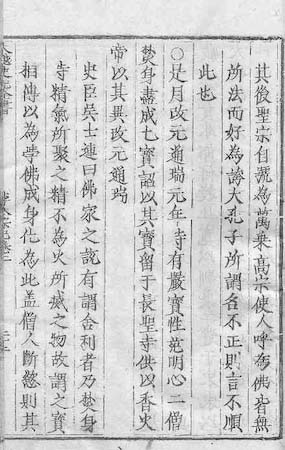 其後聖宗自號為萬乘高宗使人呼為佛皆無
所法而好為誇大孔子所謂名不正則言不順
此也
○是月改元通瑞元年寺有嚴寶性范明心二僧
焚身盡成七寶詔以其寶留于長聖寺供以香火
帝以其異改元通瑞
史臣吳士連曰佛家之說有謂舍利者乃焚身
寺精氣所聚之精不為火所滅之物故謂之寶
相傳以為學佛成身化為此盖僧人斷慾則其